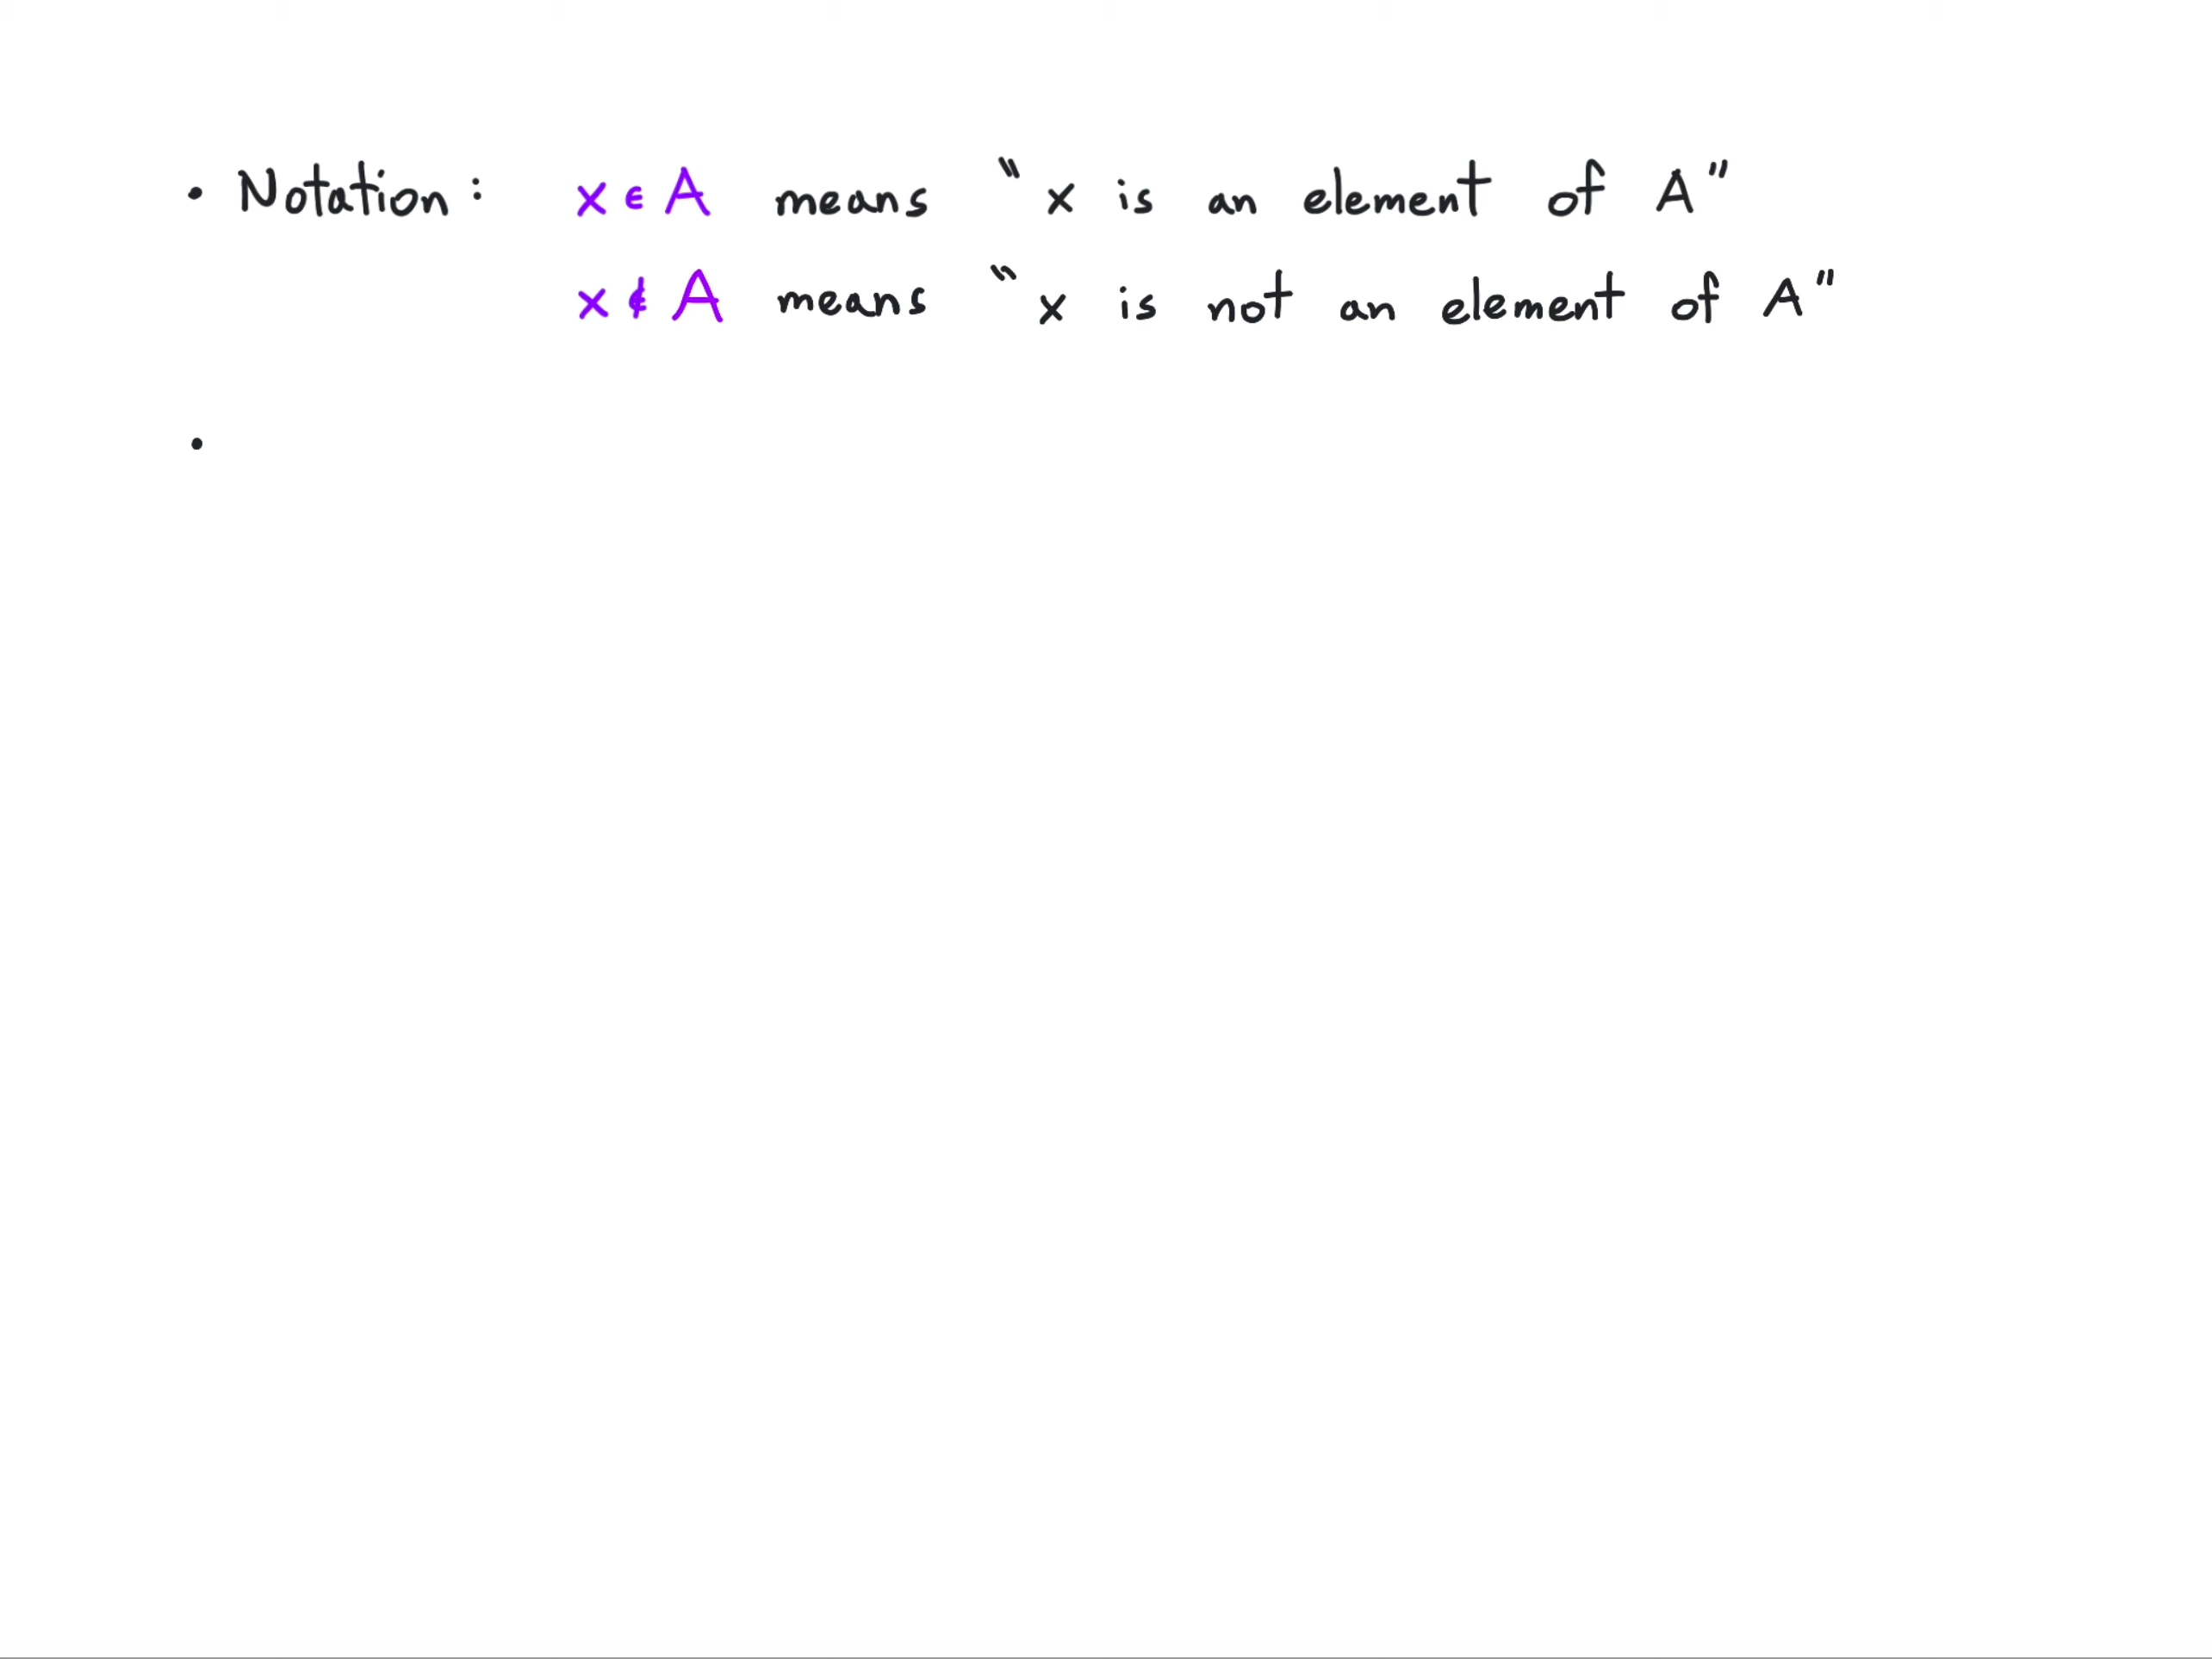 • Notation: x ∈ A means "x is an element of A"
x ∉ A means "x is not an element of A"
•